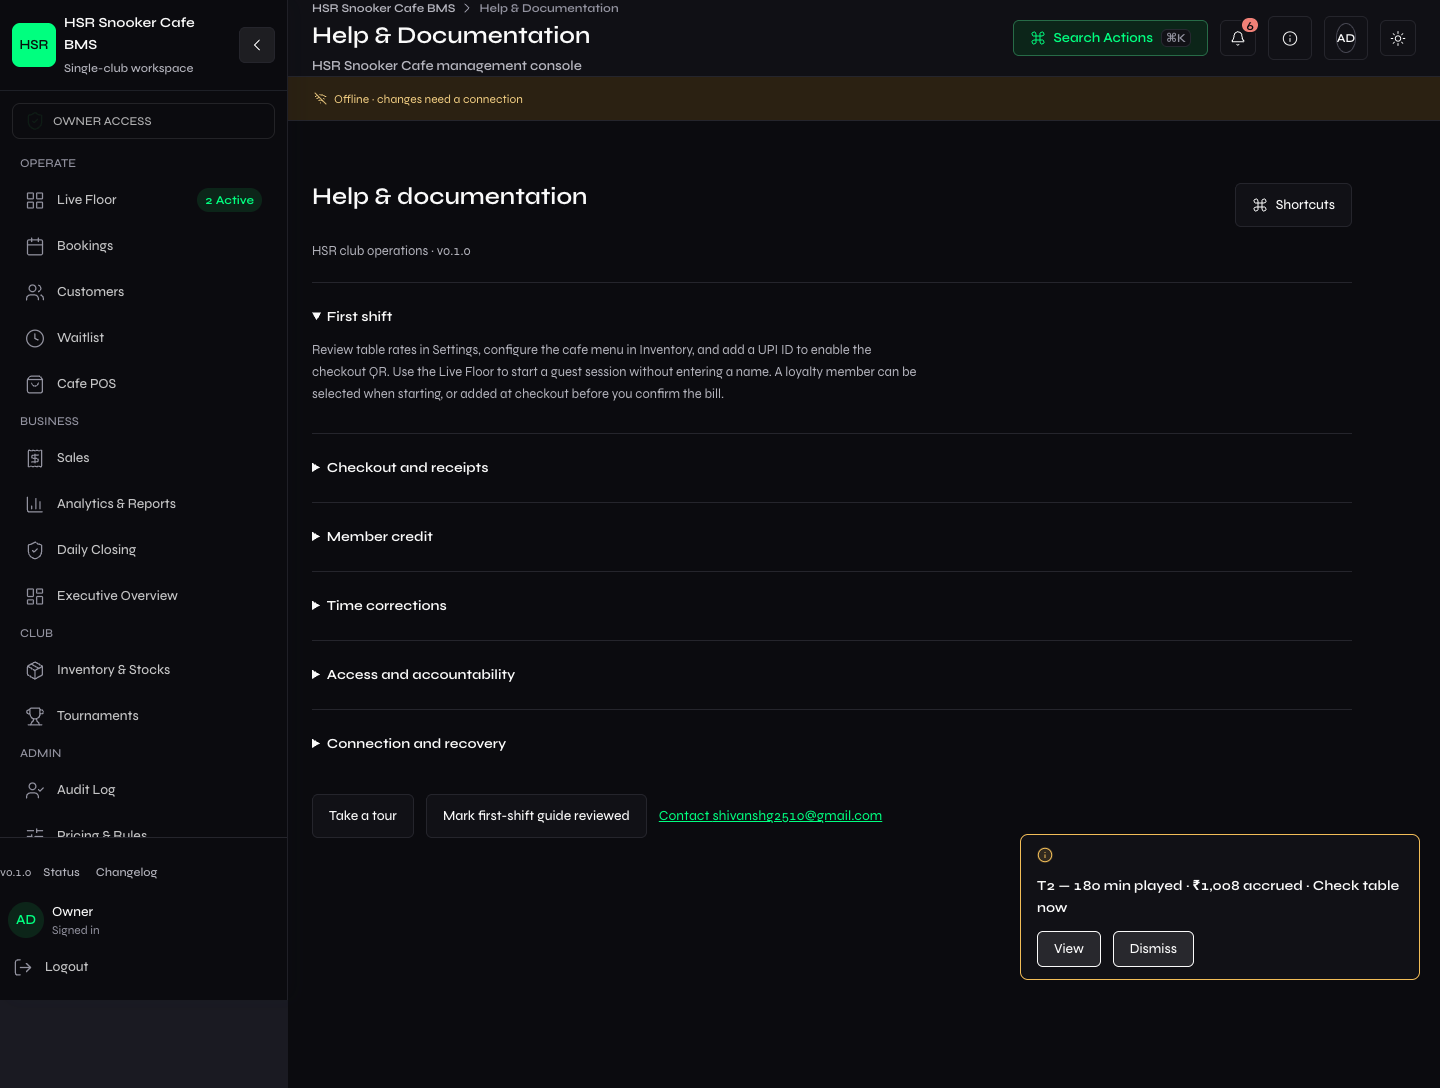 HSR
HSR Snooker Cafe
BMS
Single-club workspace
OWNER ACCESS
OPERATE
Live Floor
2 Active
Bookings
Customers
Waitlist
Cafe POS
BUSINESS
Sales
Analytics & Reports
Daily Closing
Executive Overview
CLUB
Inventory & Stocks
Tournaments
ADMIN
Audit Log
Pricing & Rules
v0.1.0
Status
Changelog
AD
Owner
Signed in
Logout
HSR Snooker Cafe BMS
Help & Documentation
Help & Documentation
HSR Snooker Cafe management console
Search Actions
⌘K
6
AD
Offline · changes need a connection
Help & documentation
Shortcuts
HSR club operations · v0.1.0
First shift
Review table rates in Settings, configure the cafe menu in Inventory, and add a UPI ID to enable the
checkout QR. Use the Live Floor to start a guest session without entering a name. A loyalty member can be
selected when starting, or added at checkout before you confirm the bill.
Checkout and receipts
Member credit
Time corrections
Access and accountability
Connection and recovery
Take a tour
Mark first-shift guide reviewed
Contact shivanshg2510@gmail.com
T2 — 180 min played · ₹1,008 accrued · Check table
now
View
Dismiss